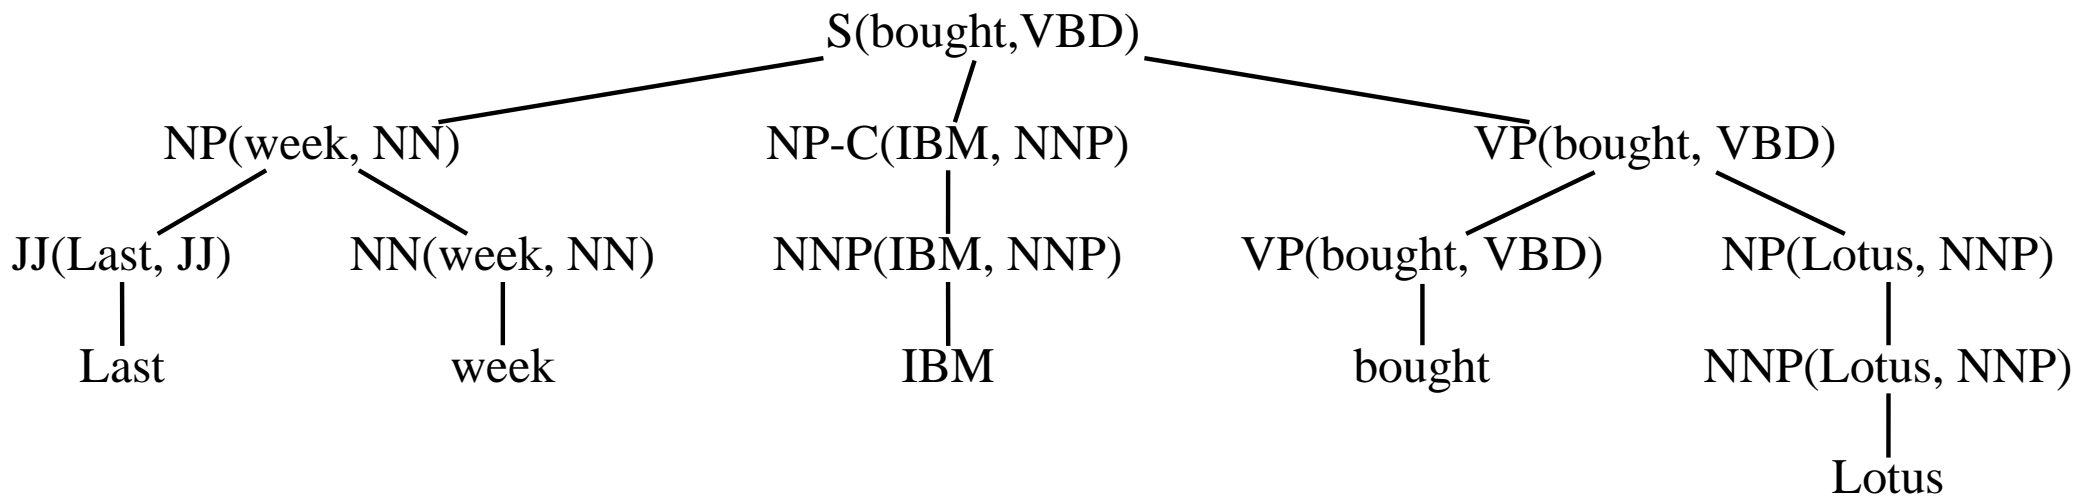 S(bought,VBD)
NP(week, NN) NP-C(IBM, NNP) VP(bought, VBD)
JJ(Last, JJ) NN(week, NN) NNP(IBM, NNP) VP(bought, VBD) NP(Lotus, NNP)
Last week IBM bought NNP(Lotus, NNP)
Lotus